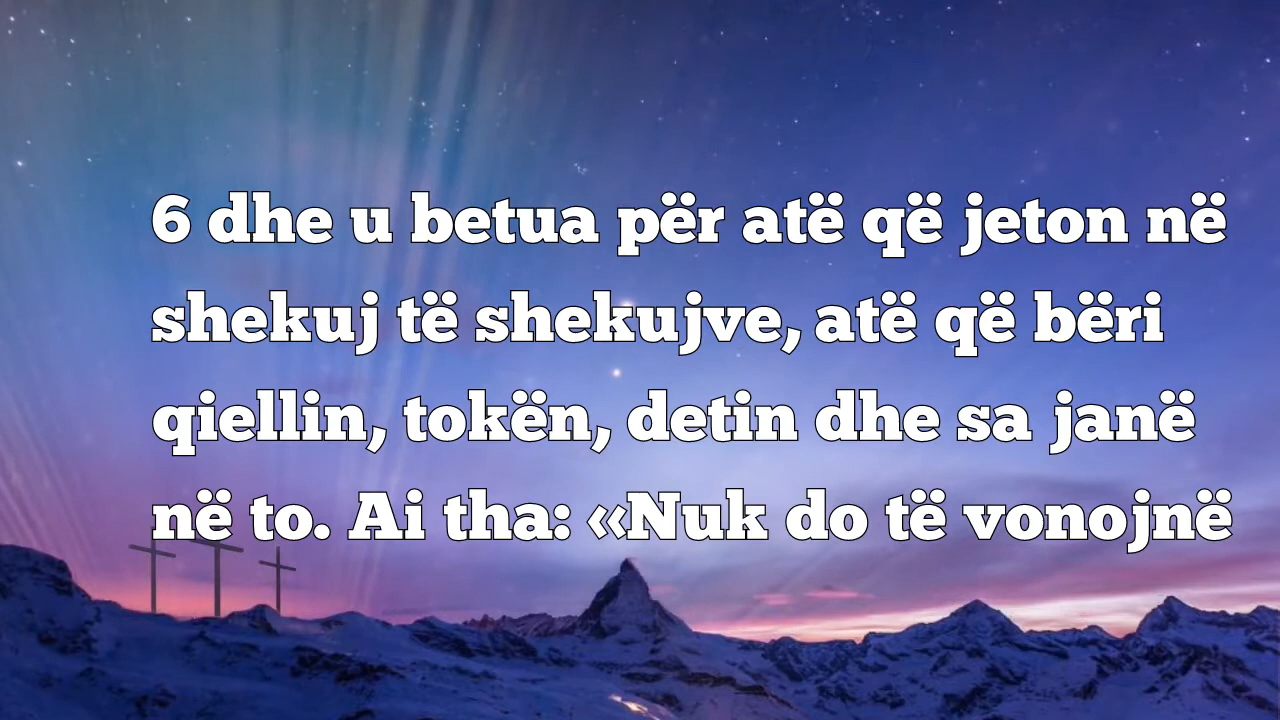 6 dhe u betua për atë që jeton në
shekuj të shekujve, atë që bëri
qiellin, tokën, detin dhe sa janë
në to. Ai tha: «Nuk do të vonojnë